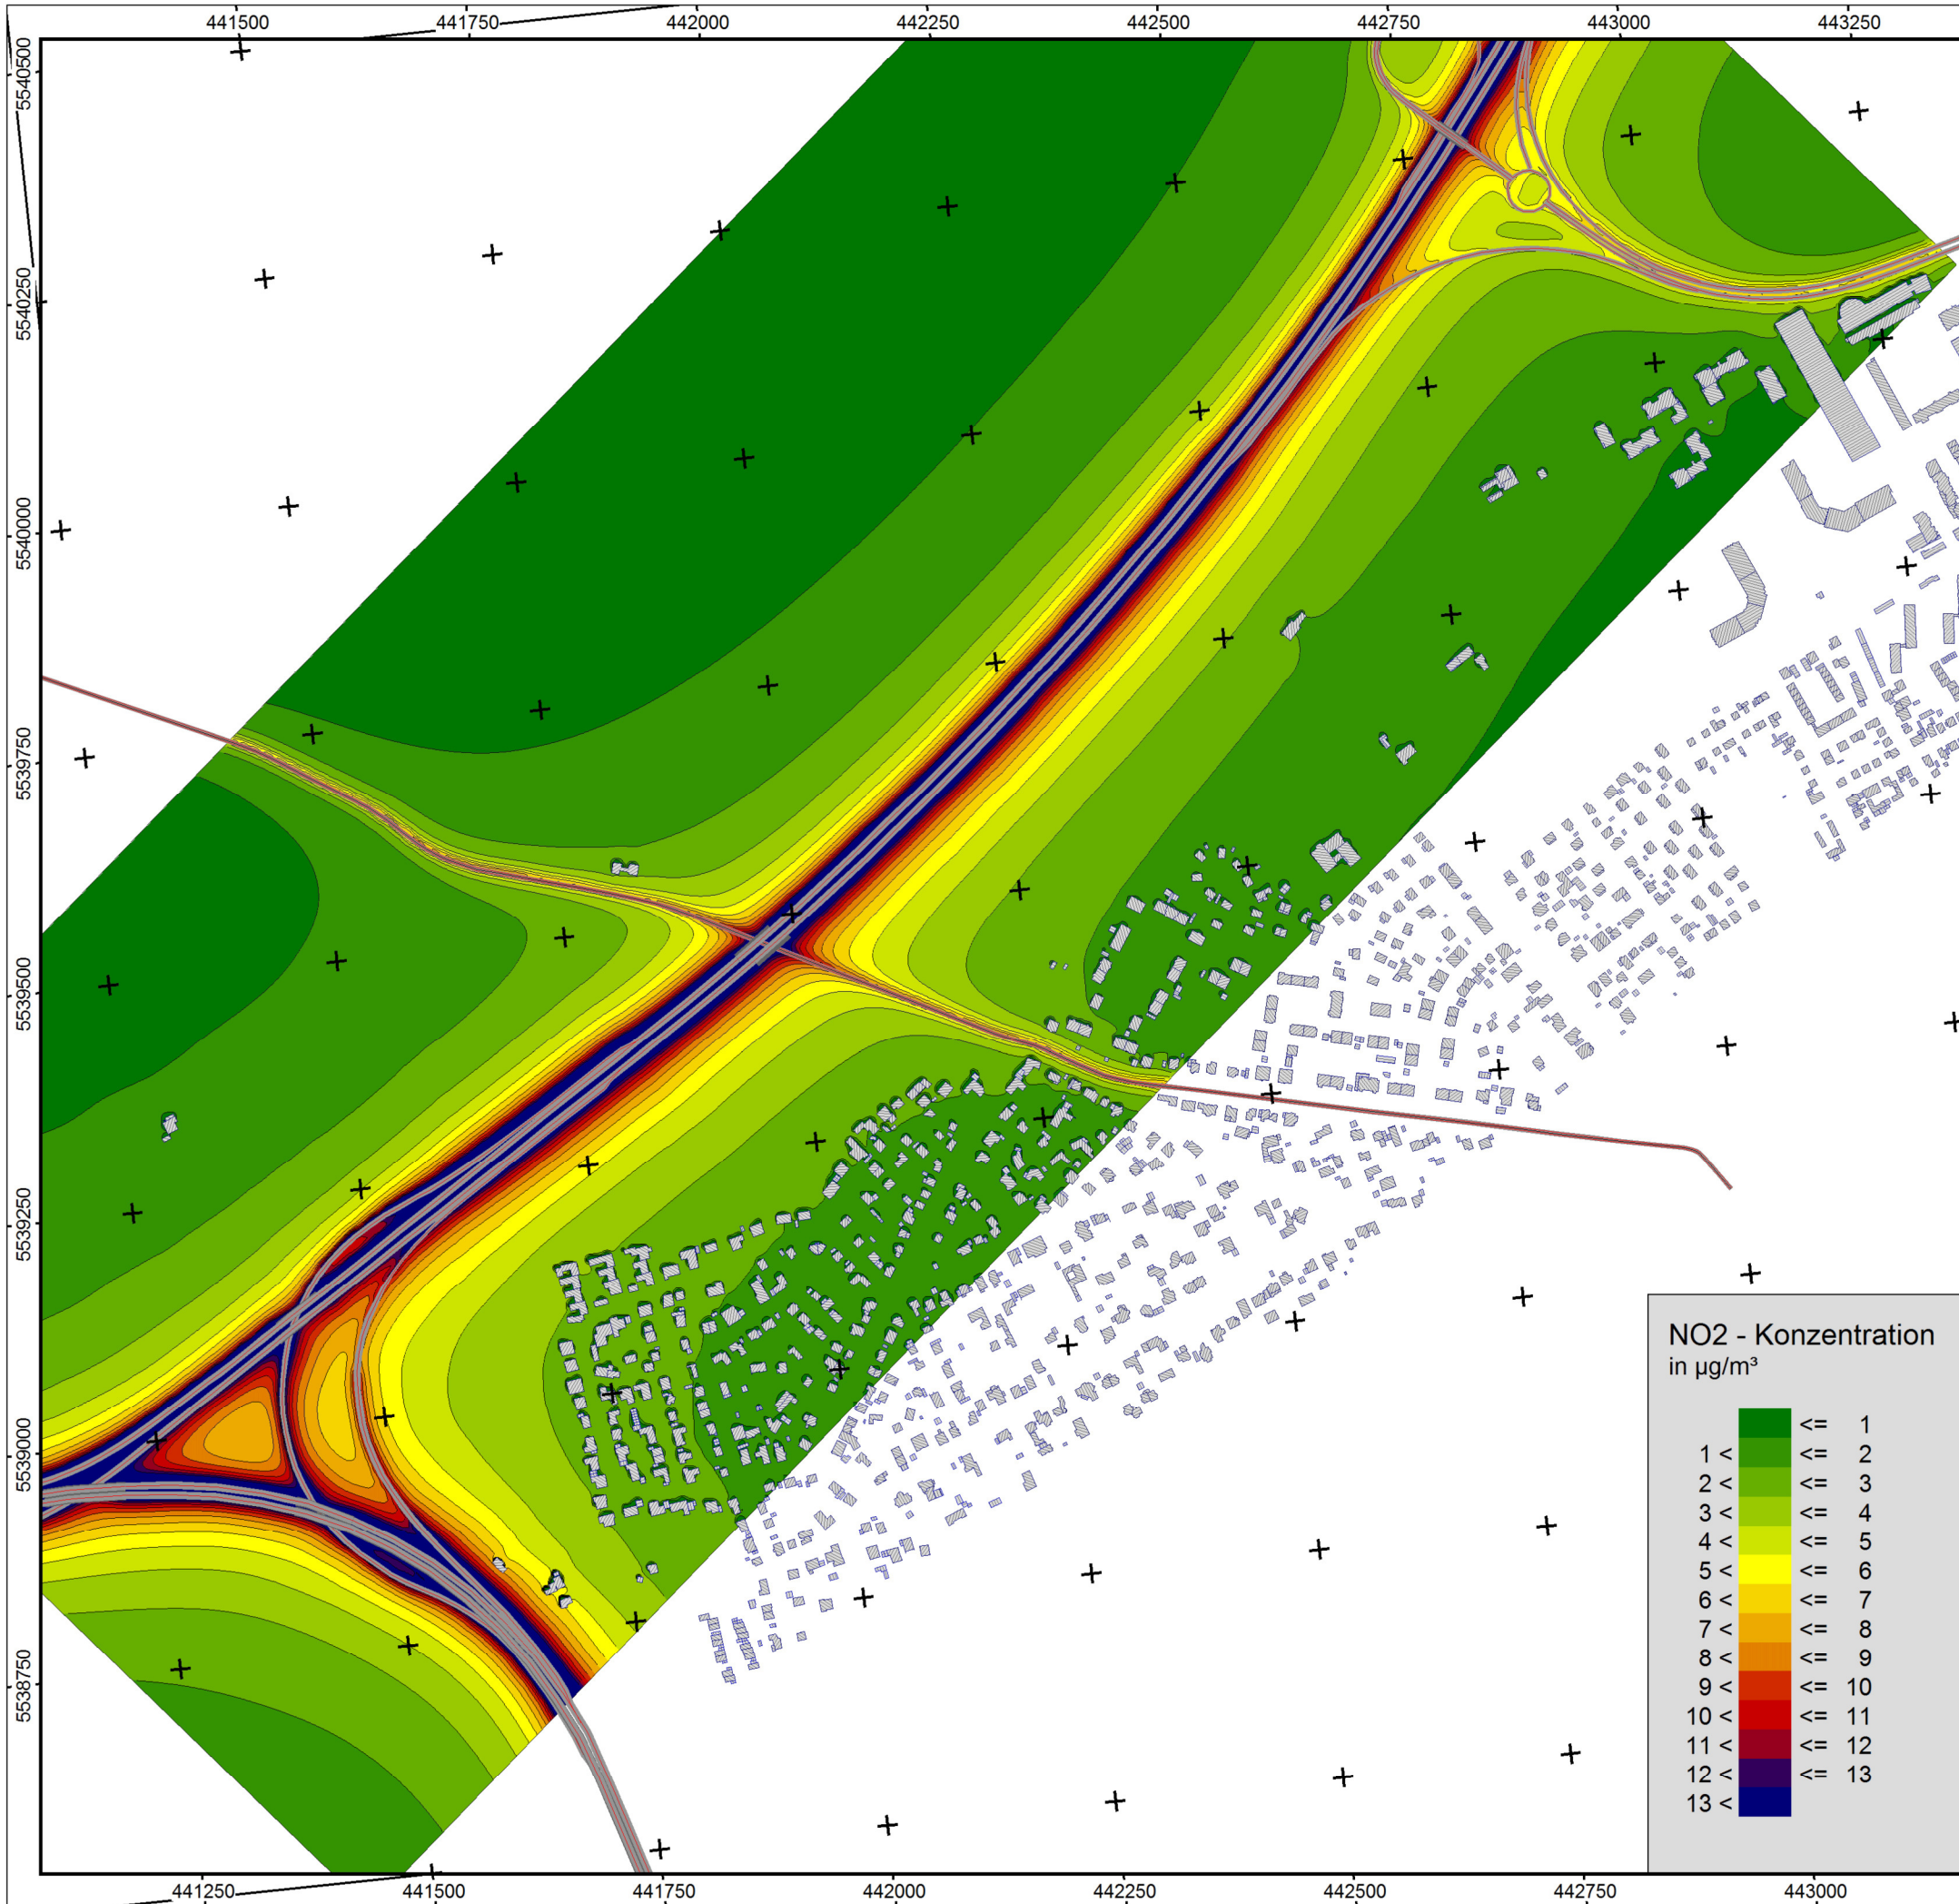 441500 441750 442000 442250 442500 442750 443000 443250
5540500
5540250
5540000
5539750
5539500
5539250
5539000
5538750
NO2 - Konzentration
in µg/m³
<= 1
1 < <= 2
2 < <= 3
3 < <= 4
4 < <= 5
5 < <= 6
6 < <= 7
7 < <= 8
8 < <= 9
9 < <= 10
10 < <= 11
11 < <= 12
12 < <= 13
13 <
441250 441500 441750 442000 442250 442500 442750 443000